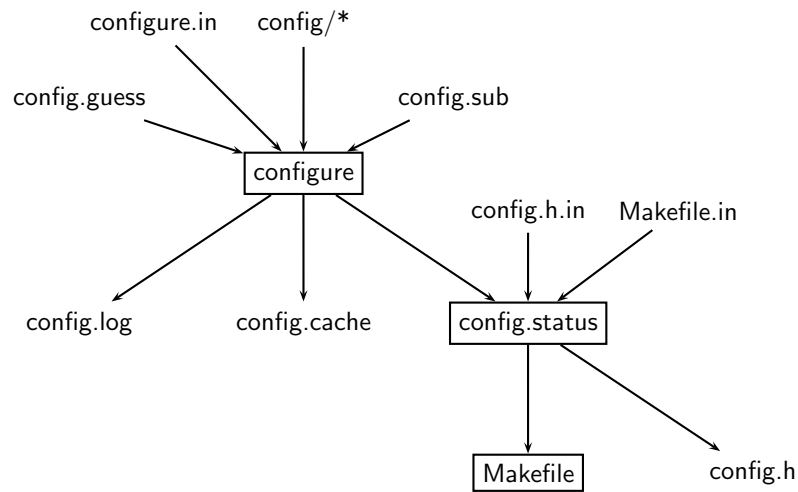 configure.in
config/*
config.guess
config.sub
configure
config.h.in
Makefile.in
config.log
config.cache
config.status
Makefile
config.h